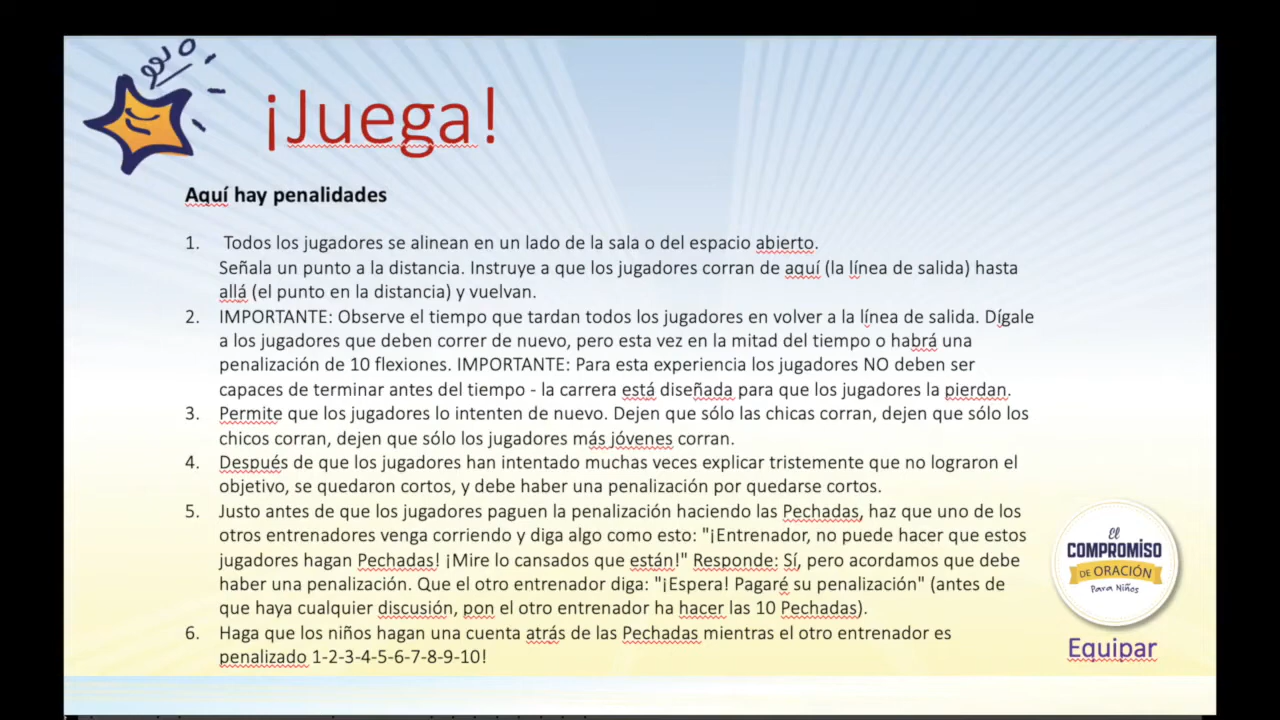 ¡Juega!
Aquí hay penalidades
1. Todos los jugadores se alinean en un lado de la sala o del espacio abierto.
Señala un punto a la distancia. Instruye a que los jugadores corran de aquí (la línea de salida) hasta
allá (el punto en la distancia) y vuelvan.
2. IMPORTANTE: Observe el tiempo que tardan todos los jugadores en volver a la línea de salida. Dígale
a los jugadores que deben correr de nuevo, pero esta vez en la mitad del tiempo o habrá una
penalización de 10 flexiones. IMPORTANTE: Para esta experiencia los jugadores NO deben ser
capaces de terminar antes del tiempo - la carrera está diseñada para que los jugadores la pierdan.
3. Permite que los jugadores lo intenten de nuevo. Dejen que sólo las chicas corran, dejen que sólo los
chicos corran, dejen que sólo los jugadores más jóvenes corran.
4. Después de que los jugadores han intentado muchas veces explicar tristemente que no lograron el
objetivo, se quedaron cortos, y debe haber una penalización por quedarse cortos.
5. Justo antes de que los jugadores paguen la penalización haciendo las Pechadas, haz que uno de los
otros entrenadores venga corriendo y diga algo como esto: "¡Entrenador, no puede hacer que estos
jugadores hagan Pechadas! ¡Mire lo cansados que están!" Responde: Sí, pero acordamos que debe
haber una penalización. Que el otro entrenador diga: "¡Espera! Pagaré su penalización" (antes de
que haya cualquier discusión, pon el otro entrenador ha hacer las 10 Pechadas).
6. Haga que los niños hagan una cuenta atrás de las Pechadas mientras el otro entrenador es
penalizado 1-2-3-4-5-6-7-8-9-10!
El
COMPROMISO
DE ORACIÓN
Para Niños
Equipar